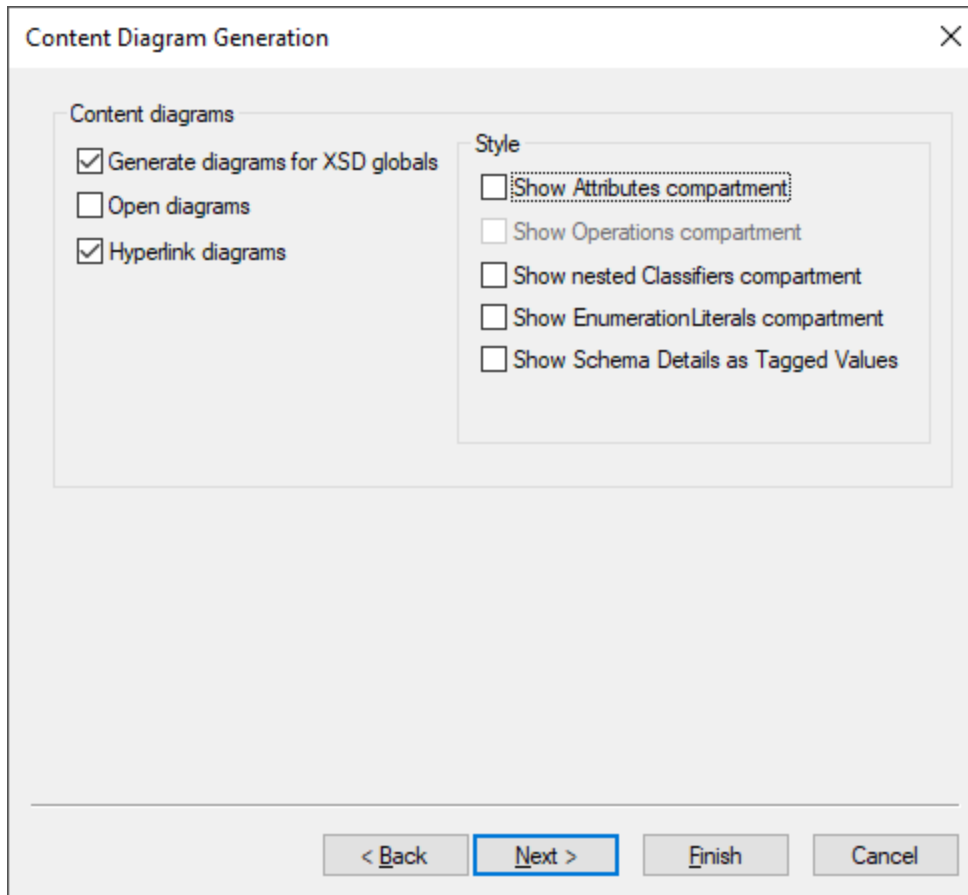 Content Diagram Generation
Content diagrams
Generate diagrams for XSD globals
Open diagrams
Hyperlink diagrams
Style
Show Attributes compartment
Show Operations compartment
Show nested Classifiers compartment
Show EnumerationLiterals compartment
Show Schema Details as Tagged Values
< Back
Next >
Finish
Cancel